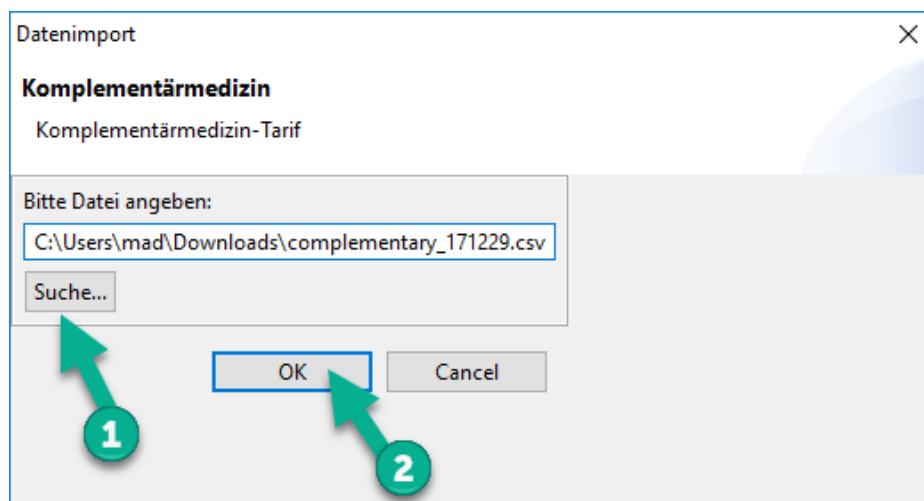 Datenimport
Komplementärmedizin
Komplementärmedizin-Tarif
Bitte Datei angeben:
C:\Users\mad\Downloads\complementary_171229.csv
Suche...
OK
Cancel
1
2